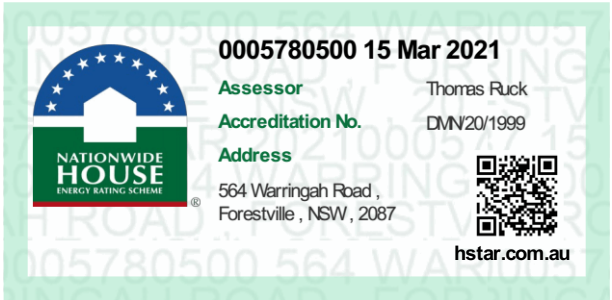 0005780500 15 Mar 2021
Assessor Thomas Ruck
Accreditation No. DMN/20/1999
Address
564 Warringah Road ,
Forestville , NSW , 2087
NATIONWIDE
HOUSE
ENERGY RATING SCHEME
®
hstar.com.au